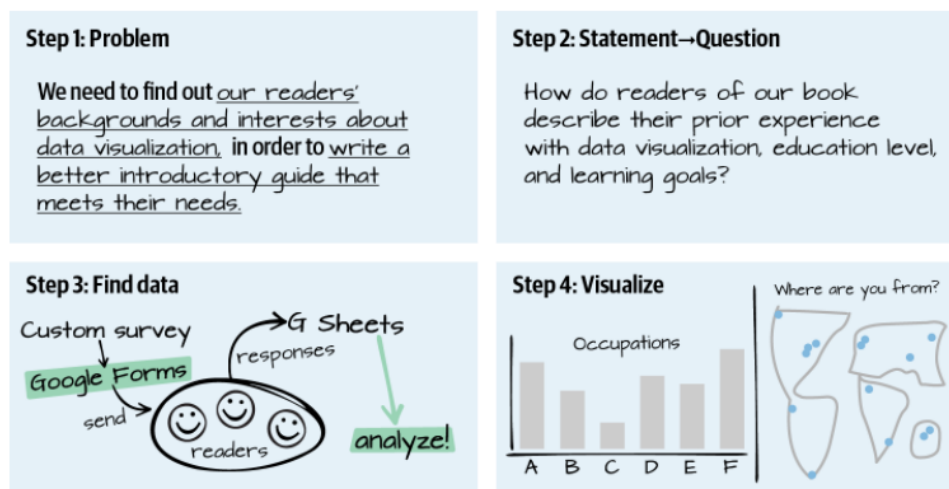 Step 1: Problem
We need to find out our readers'
backgrounds and interests about
data visualization, in order to write a
better introductory guide that
meets their needs.
Step 2: Statement→Question
How do readers of our book
describe their prior experience
with data visualization, education level,
and learning goals?
Step 3: Find data
Custom survey
Google Forms
send
readers
responses
G Sheets
analyze!
Step 4: Visualize
Occupations
A B C D E F
Where are you from?